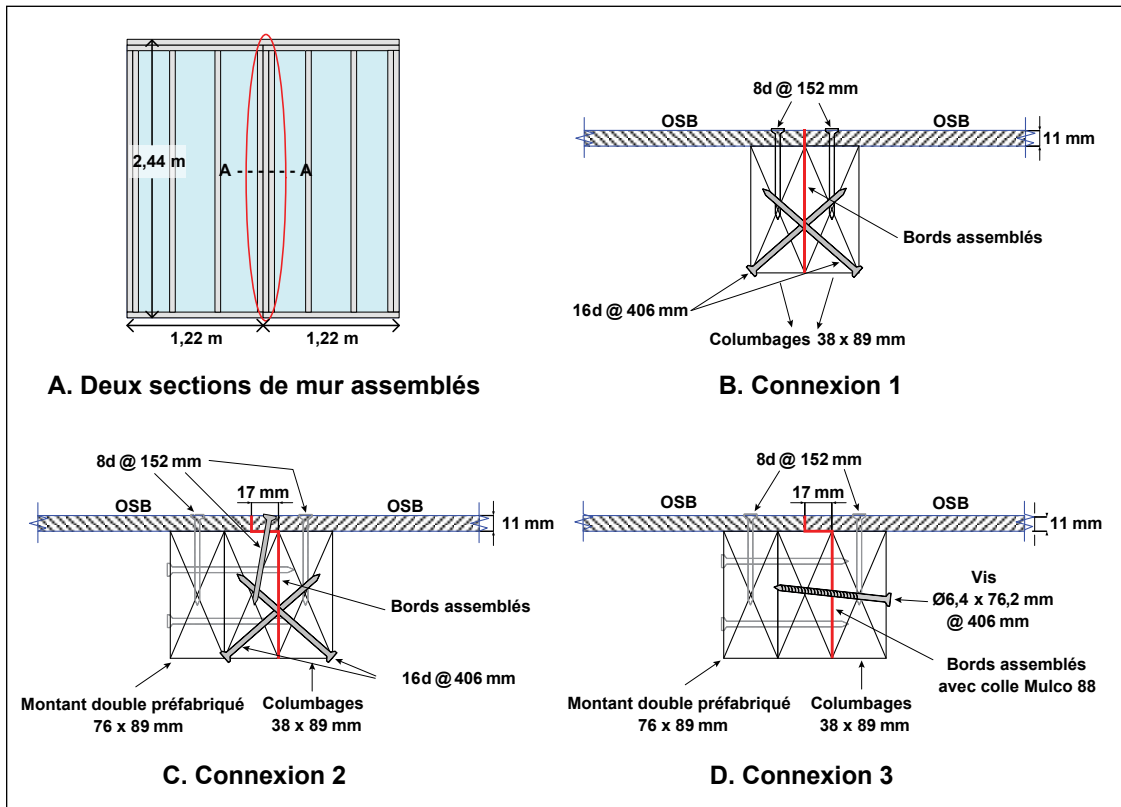 2,44 m
A
A
1,22 m
1,22 m
A. Deux sections de mur assemblés
8d @ 152 mm
OSB
OSB
11 mm
Bords assemblés
16d @ 406 mm
Columbages 38 x 89 mm
B. Connexion 1
8d @ 152 mm
17 mm
OSB
OSB
11 mm
Bords assemblés
16d @ 406 mm
Montant double préfabriqué
76 x 89 mm
Columbages
38 x 89 mm
C. Connexion 2
8d @ 152 mm
OSB
17 mm
OSB
11 mm
Vis
Ø6,4 x 76,2 mm
@ 406 mm
Bords assemblés
avec colle Mulco 88
Montant double préfabriqué
76 x 89 mm
Columbages
38 x 89 mm
D. Connexion 3